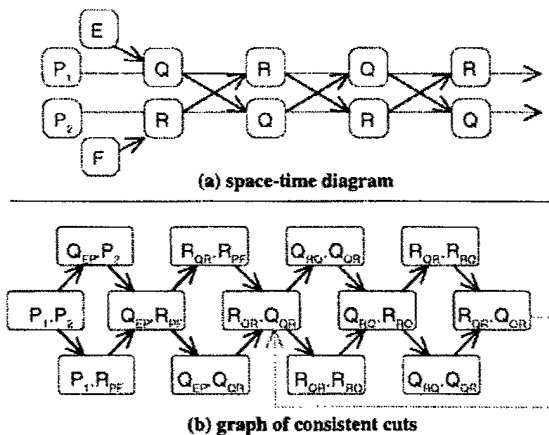 E
P1 Q R Q R
P2 R Q R Q
F
(a) space-time diagram
QEP.P2 RQR.RPF QRQ.QQR RQR.RRQ
P1.P2 QEP.RPF RQR.QQR QRQ.RRQ RQR.QQR
P1.RPF QEP.QQR RQR.RRQ QRQ.QQR
(b) graph of consistent cuts